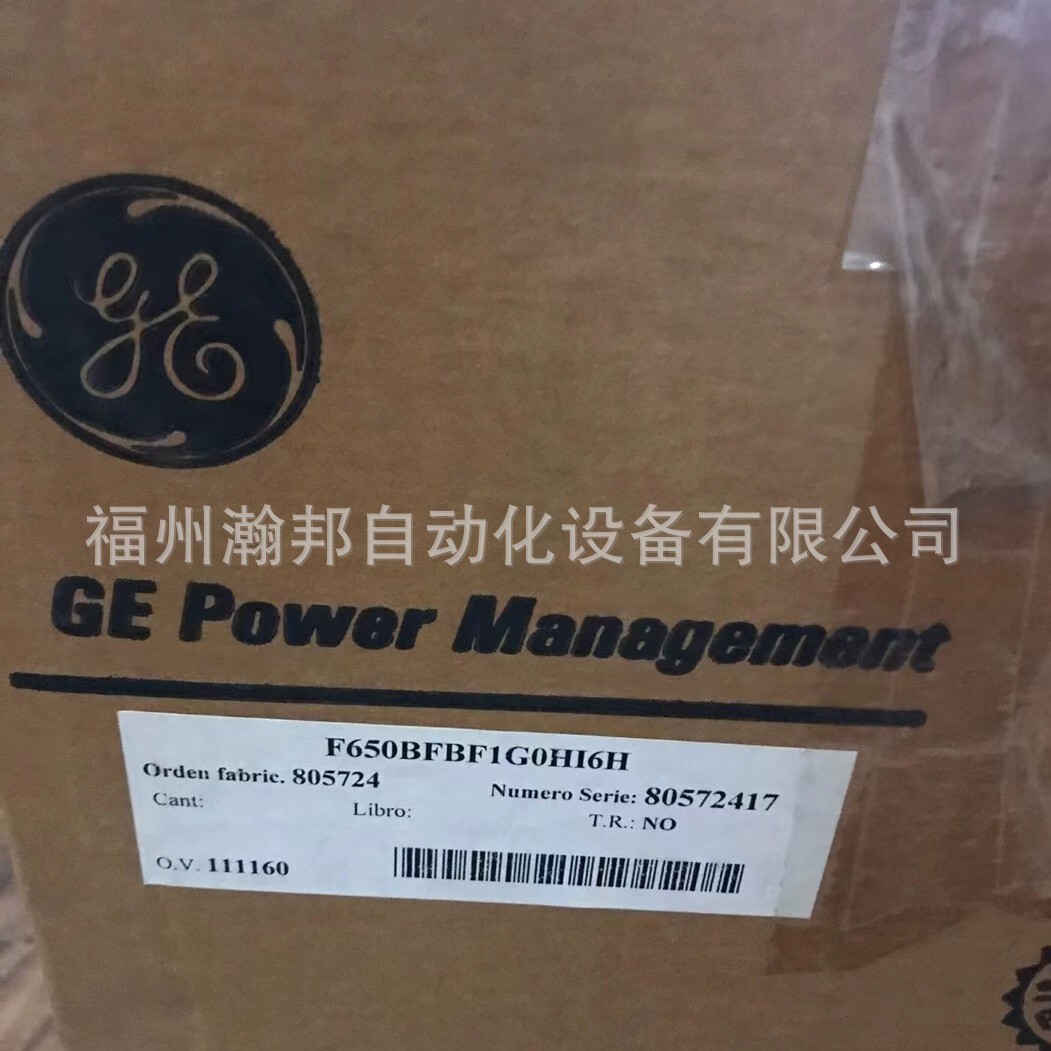 GE
福州瀚邦自动化设备有限公司
GE Power Management
F650BFBF1G0HI6H
Orden fabric. 805724
Numero Serie: 80572417
Cant:
Libro:
T.R.: NO
O.V. 111160